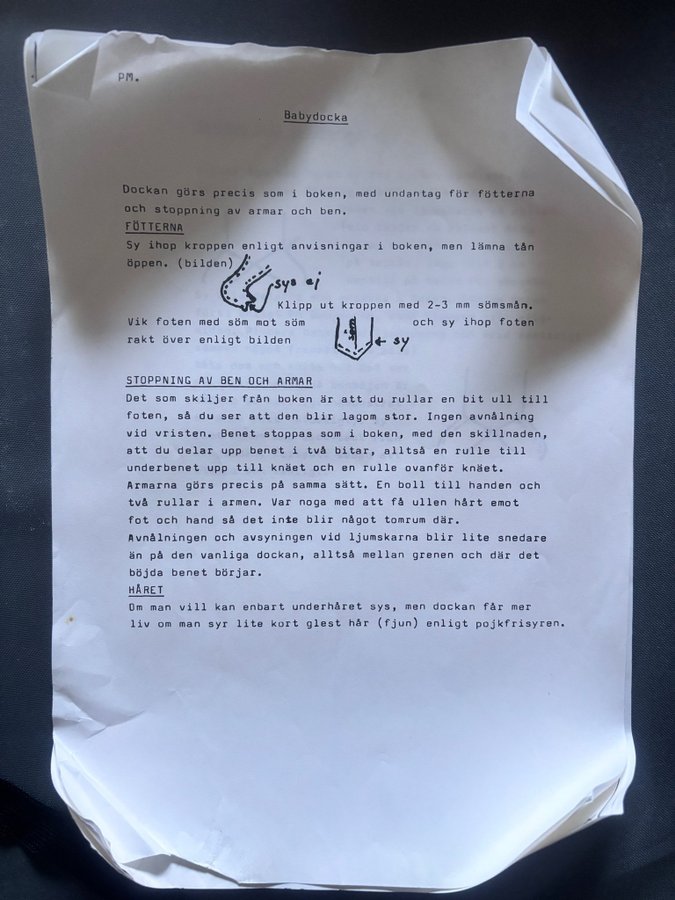 PM.
Babydocka
Dockan görs precis som i boken, med undantag för fötterna
och stoppning av armar och ben.
FÖTTERNA
Sy ihop kroppen enligt anvisningar i boken, men lämna tån
öppen. (bilden)
sys ej
Klipp ut kroppen med 2-3 mm sömsmån.
Vik foten med söm mot söm och sy ihop foten
rakt över enligt bilden
← sy
STOPPNING AV BEN OCH ARMAR
Det som skiljer från boken är att du rullar en bit ull till
foten, så du ser att den blir lagom stor. Ingen avnålning
vid vristen. Benet stoppas som i boken, med den skillnaden,
att du delar upp benet i två bitar, alltså en rulle till
underbenet upp till knäet och en rulle ovanför knäet.
Armarna görs precis på samma sätt. En boll till handen och
två rullar i armen. Var noga med att få ullen hårt emot
fot och hand så det inte blir något tomrum där.
Avnålningen och avsyningen vid ljumskarna blir lite snedare
än på den vanliga dockan, alltså mellan grenen och där det
böjda benet börjar.
HÅRET
Om man vill kan enbart underhåret sys, men dockan får mer
liv om man syr lite kort glest hår (fjun) enligt pojkfrisyren.